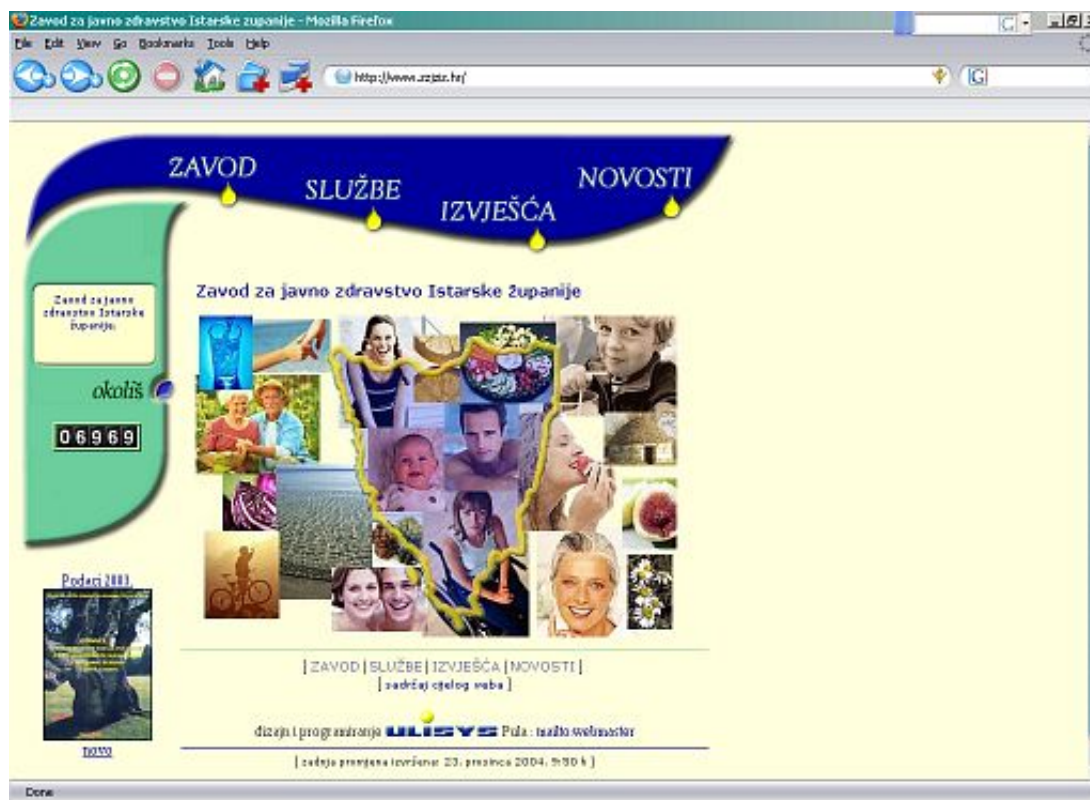 Zavod za javno zdravstvo Istarske zupanije - Mozilla Firefox
File Edit View Go Bookmarks Tools Help
http://www.zzjziz.hr/
G
ZAVOD
SLUŽBE
IZVJEŠĆA
NOVOSTI
Zavod za javno
zdravstvo Istarske
županije
Zavod za javno zdravstvo Istarske županije
okoliš
06969
Podaci 2003.
novo
[ ZAVOD | SLUŽBE | IZVJEŠĆA | NOVOSTI ]
[ sadržaj cijelog weba ]
dizajn i programiranje ULISYS Pula : mailto webmaster
[ zadnja promjena izvršena: 23. prosinca 2004. 9:50 h ]
Done